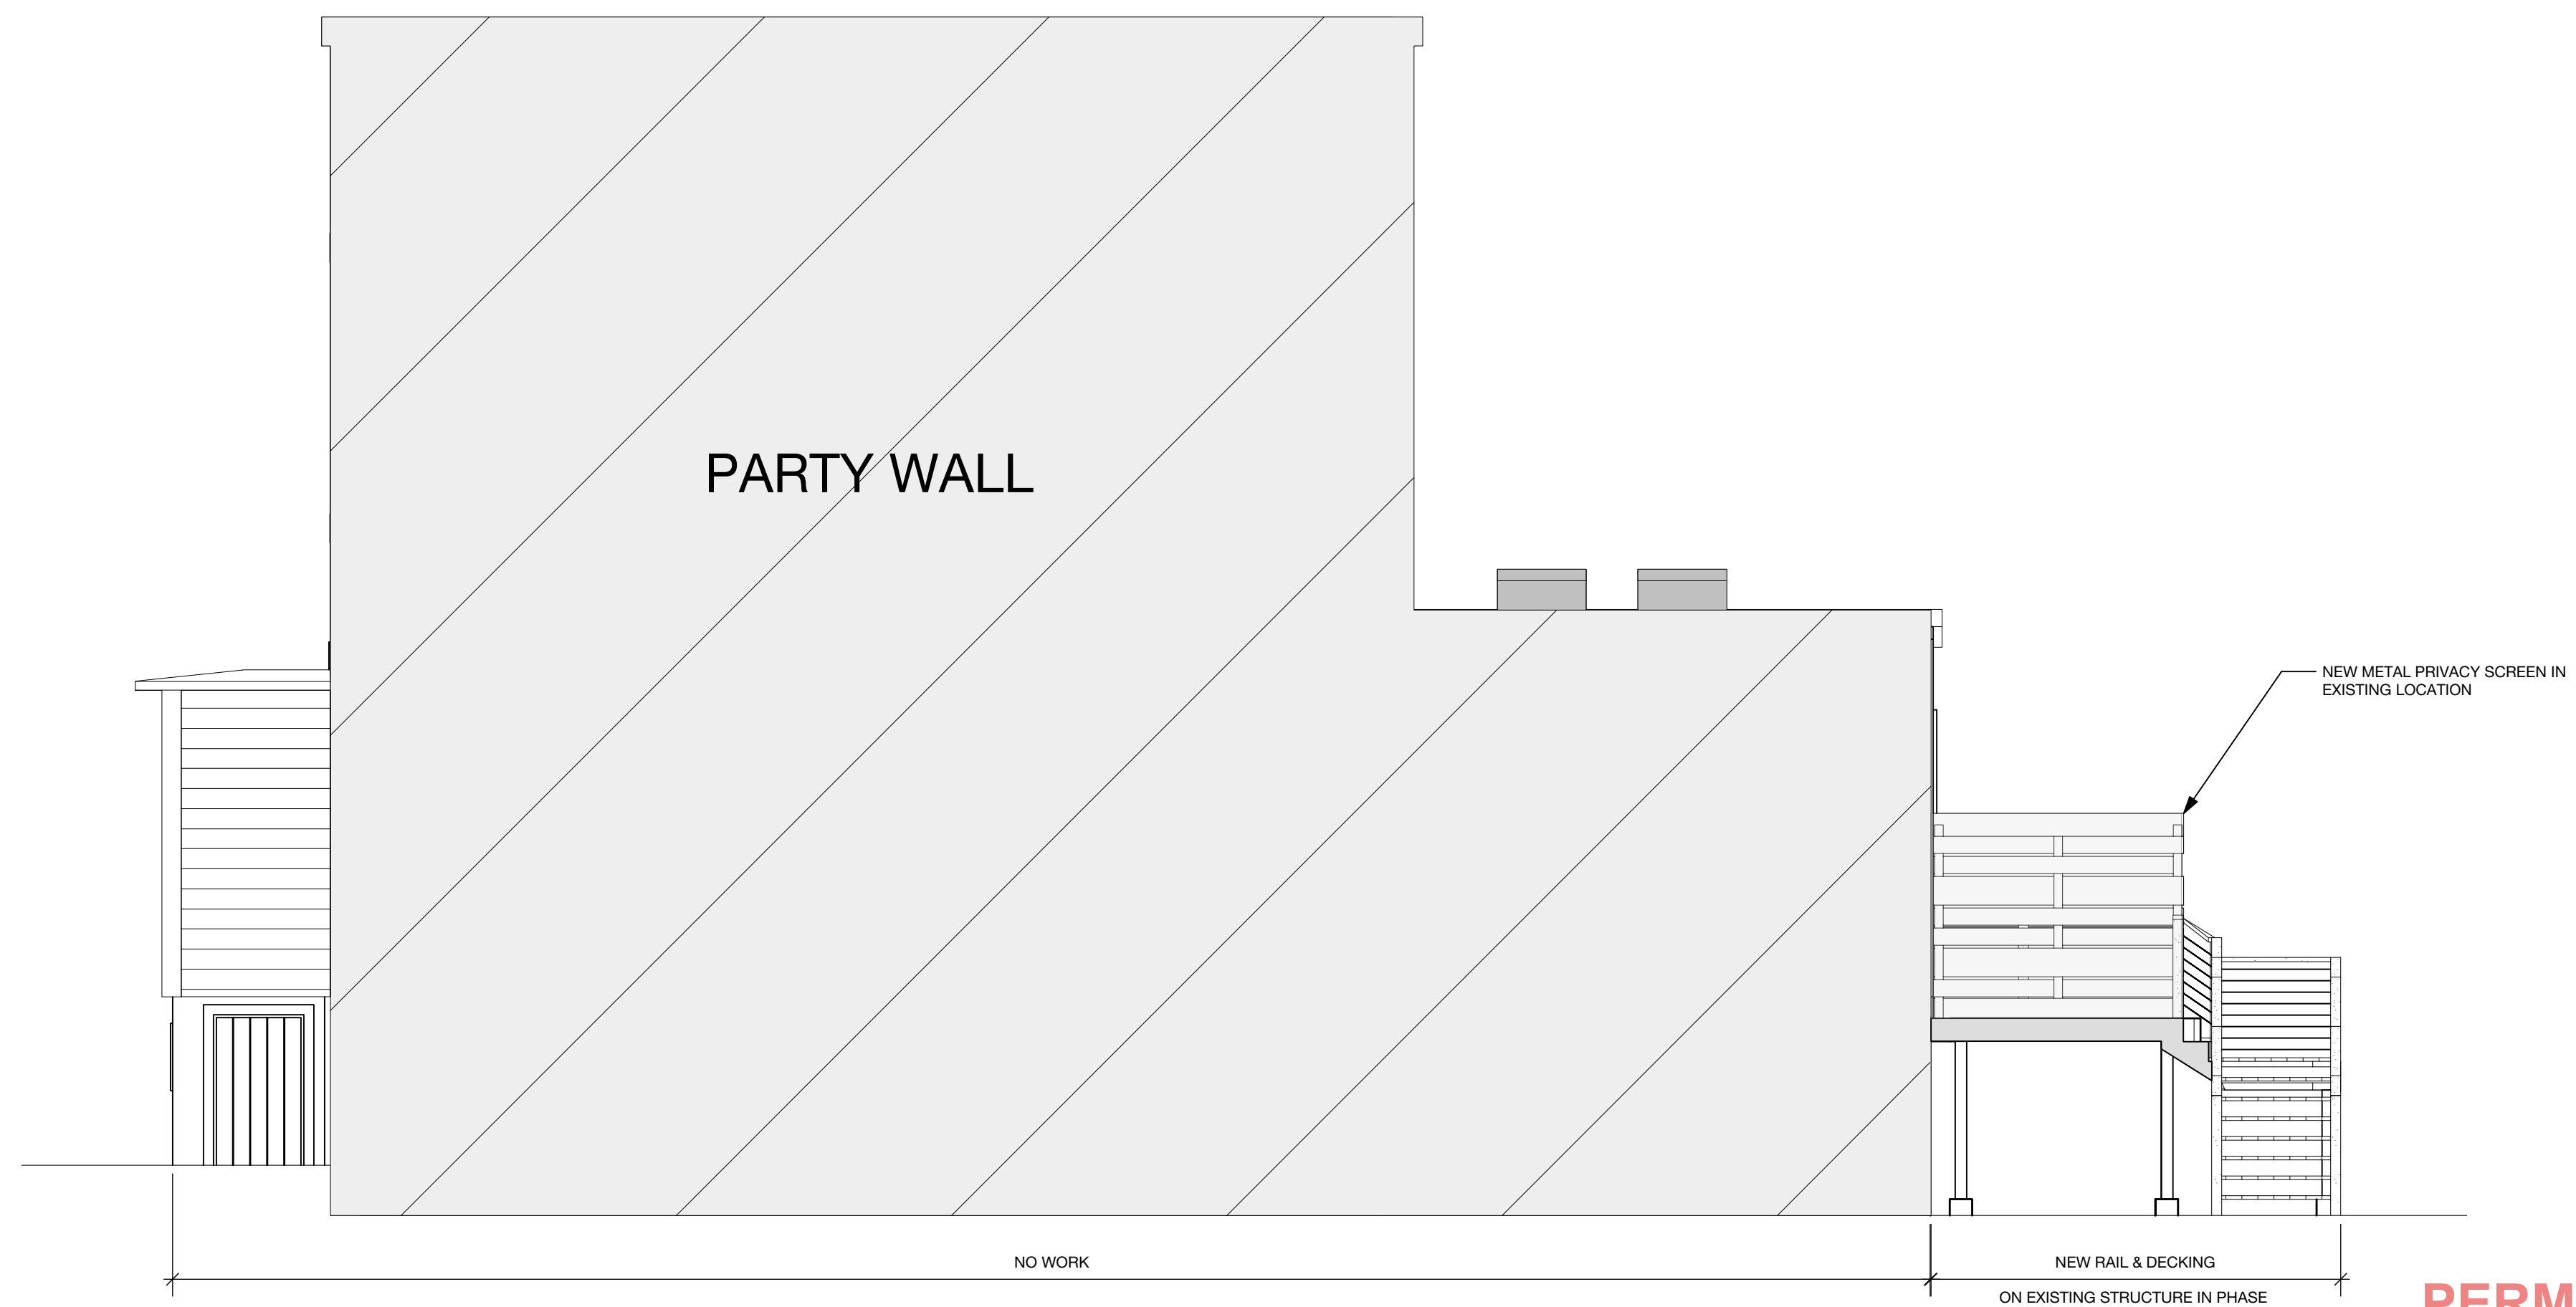 PARTY WALL
NEW METAL PRIVACY SCREEN IN
EXISTING LOCATION
NO WORK
NEW RAIL & DECKING
ON EXISTING STRUCTURE IN PHASE